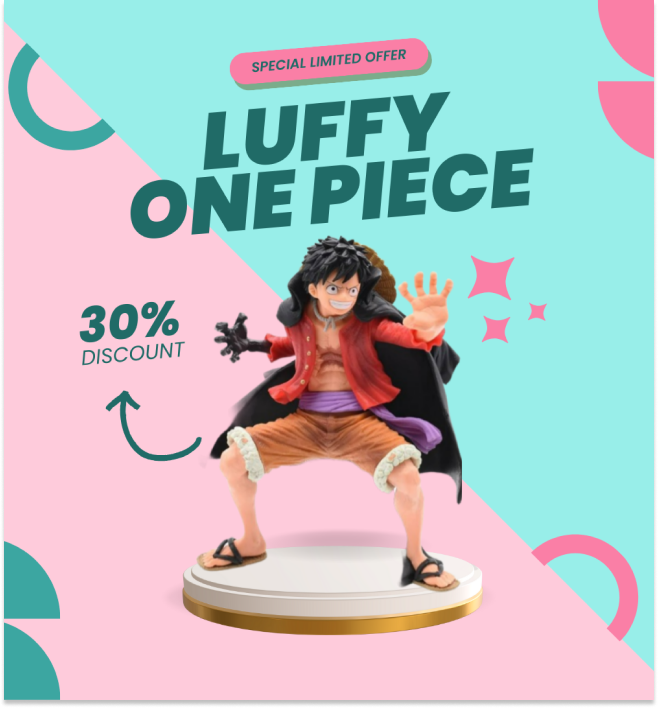 SPECIAL LIMITED OFFER
LUFFY
ONE PIECE
30%
DISCOUNT